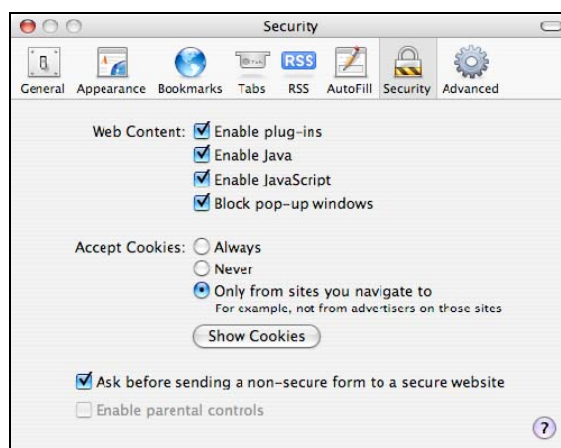 Security
General Appearance Bookmarks Tabs RSS AutoFill Security Advanced
Web Content: Enable plug-ins
Enable Java
Enable JavaScript
Block pop-up windows
Accept Cookies: Always
Never
Only from sites you navigate to
For example, not from advertisers on those sites
Show Cookies
Ask before sending a non-secure form to a secure website
Enable parental controls
?